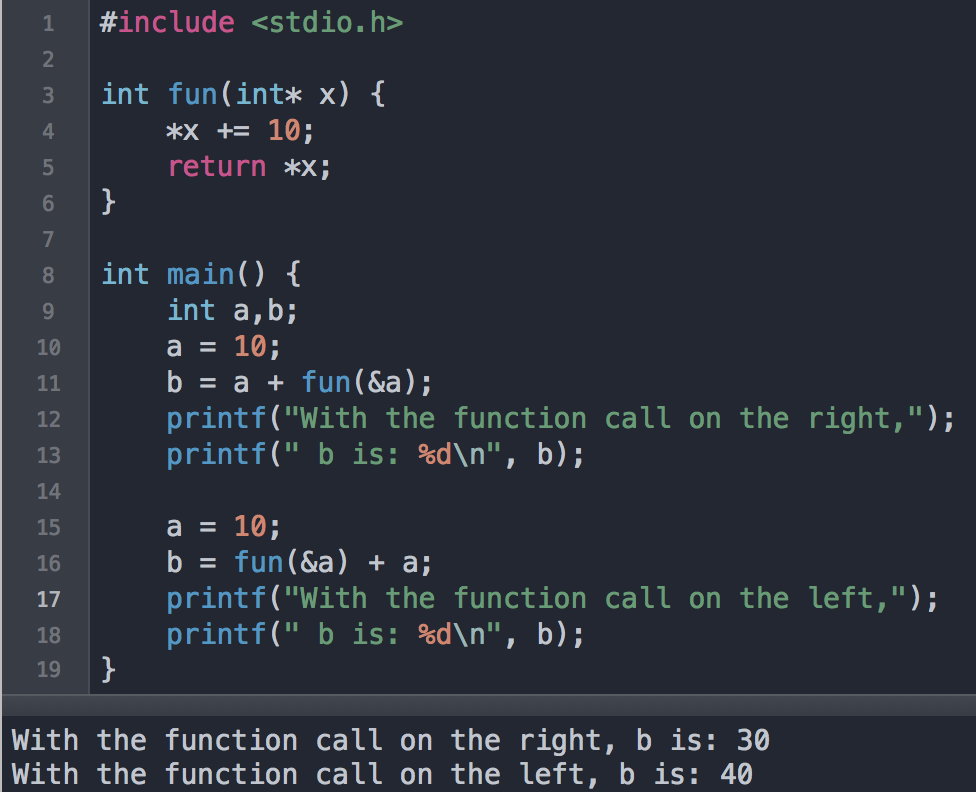 1 #include <stdio.h>
2
3 int fun(int* x) {
4     *x += 10;
5     return *x;
6 }
7
8 int main() {
9     int a,b;
10     a = 10;
11     b = a + fun(&a);
12     printf("With the function call on the right,");
13     printf(" b is: %d\n", b);
14
15     a = 10;
16     b = fun(&a) + a;
17     printf("With the function call on the left,");
18     printf(" b is: %d\n", b);
19 }
With the function call on the right, b is: 30
With the function call on the left, b is: 40